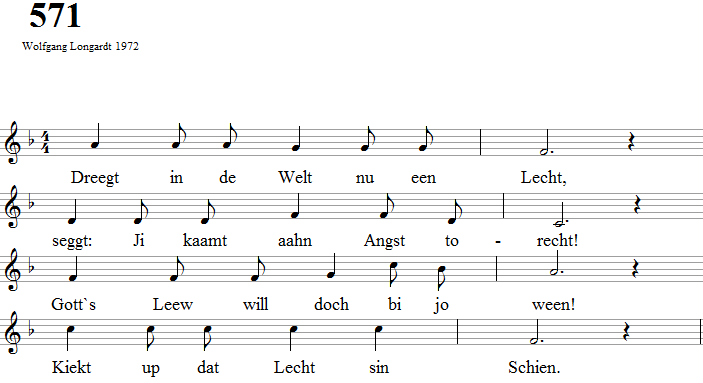 571
Wolfgang Longardt 1972
Dreegt in de Welt nu een Lecht,
seggt: Ji kaamt aahn Angst to - recht!
Gott`s Leew will doch bi jo ween!
Kiekt up dat Lecht sin Schien.